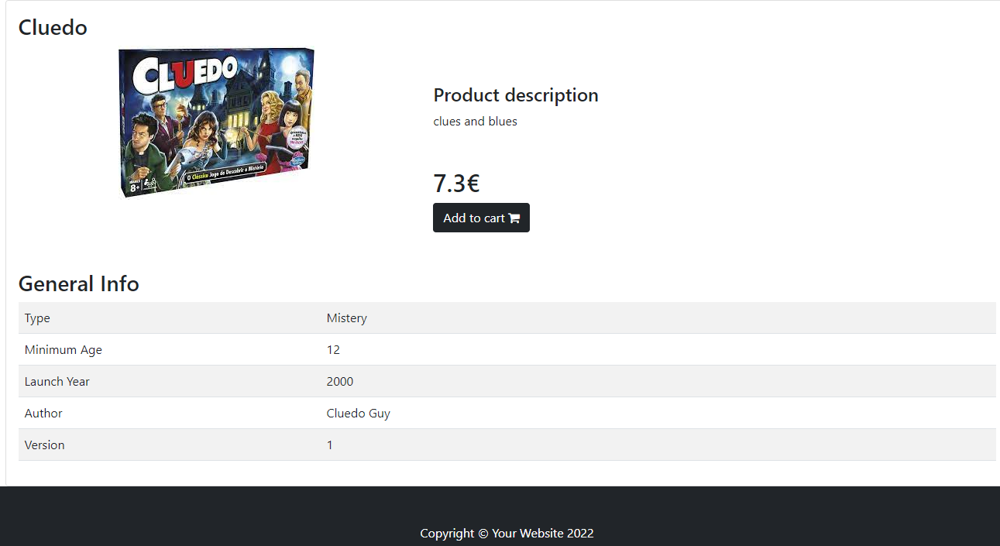 Cluedo
CLUEDO
O Clássico Jogo de Descobrir o Mistério
8+
Product description
clues and blues
7.3€
Add to cart
General Info
Type Mistery
Minimum Age 12
Launch Year 2000
Author Cluedo Guy
Version 1
Copyright © Your Website 2022